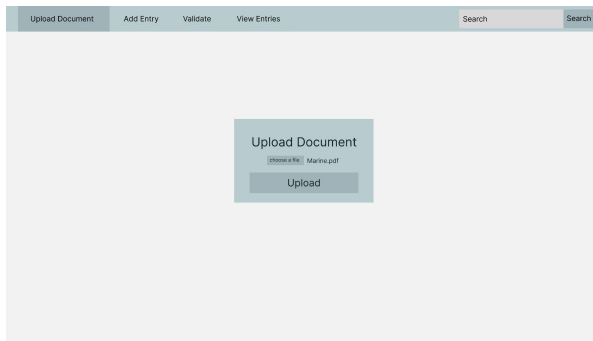 Upload Document Add Entry Validate View Entries Search Search
Upload Document
choose a file Marine.pdf
Upload